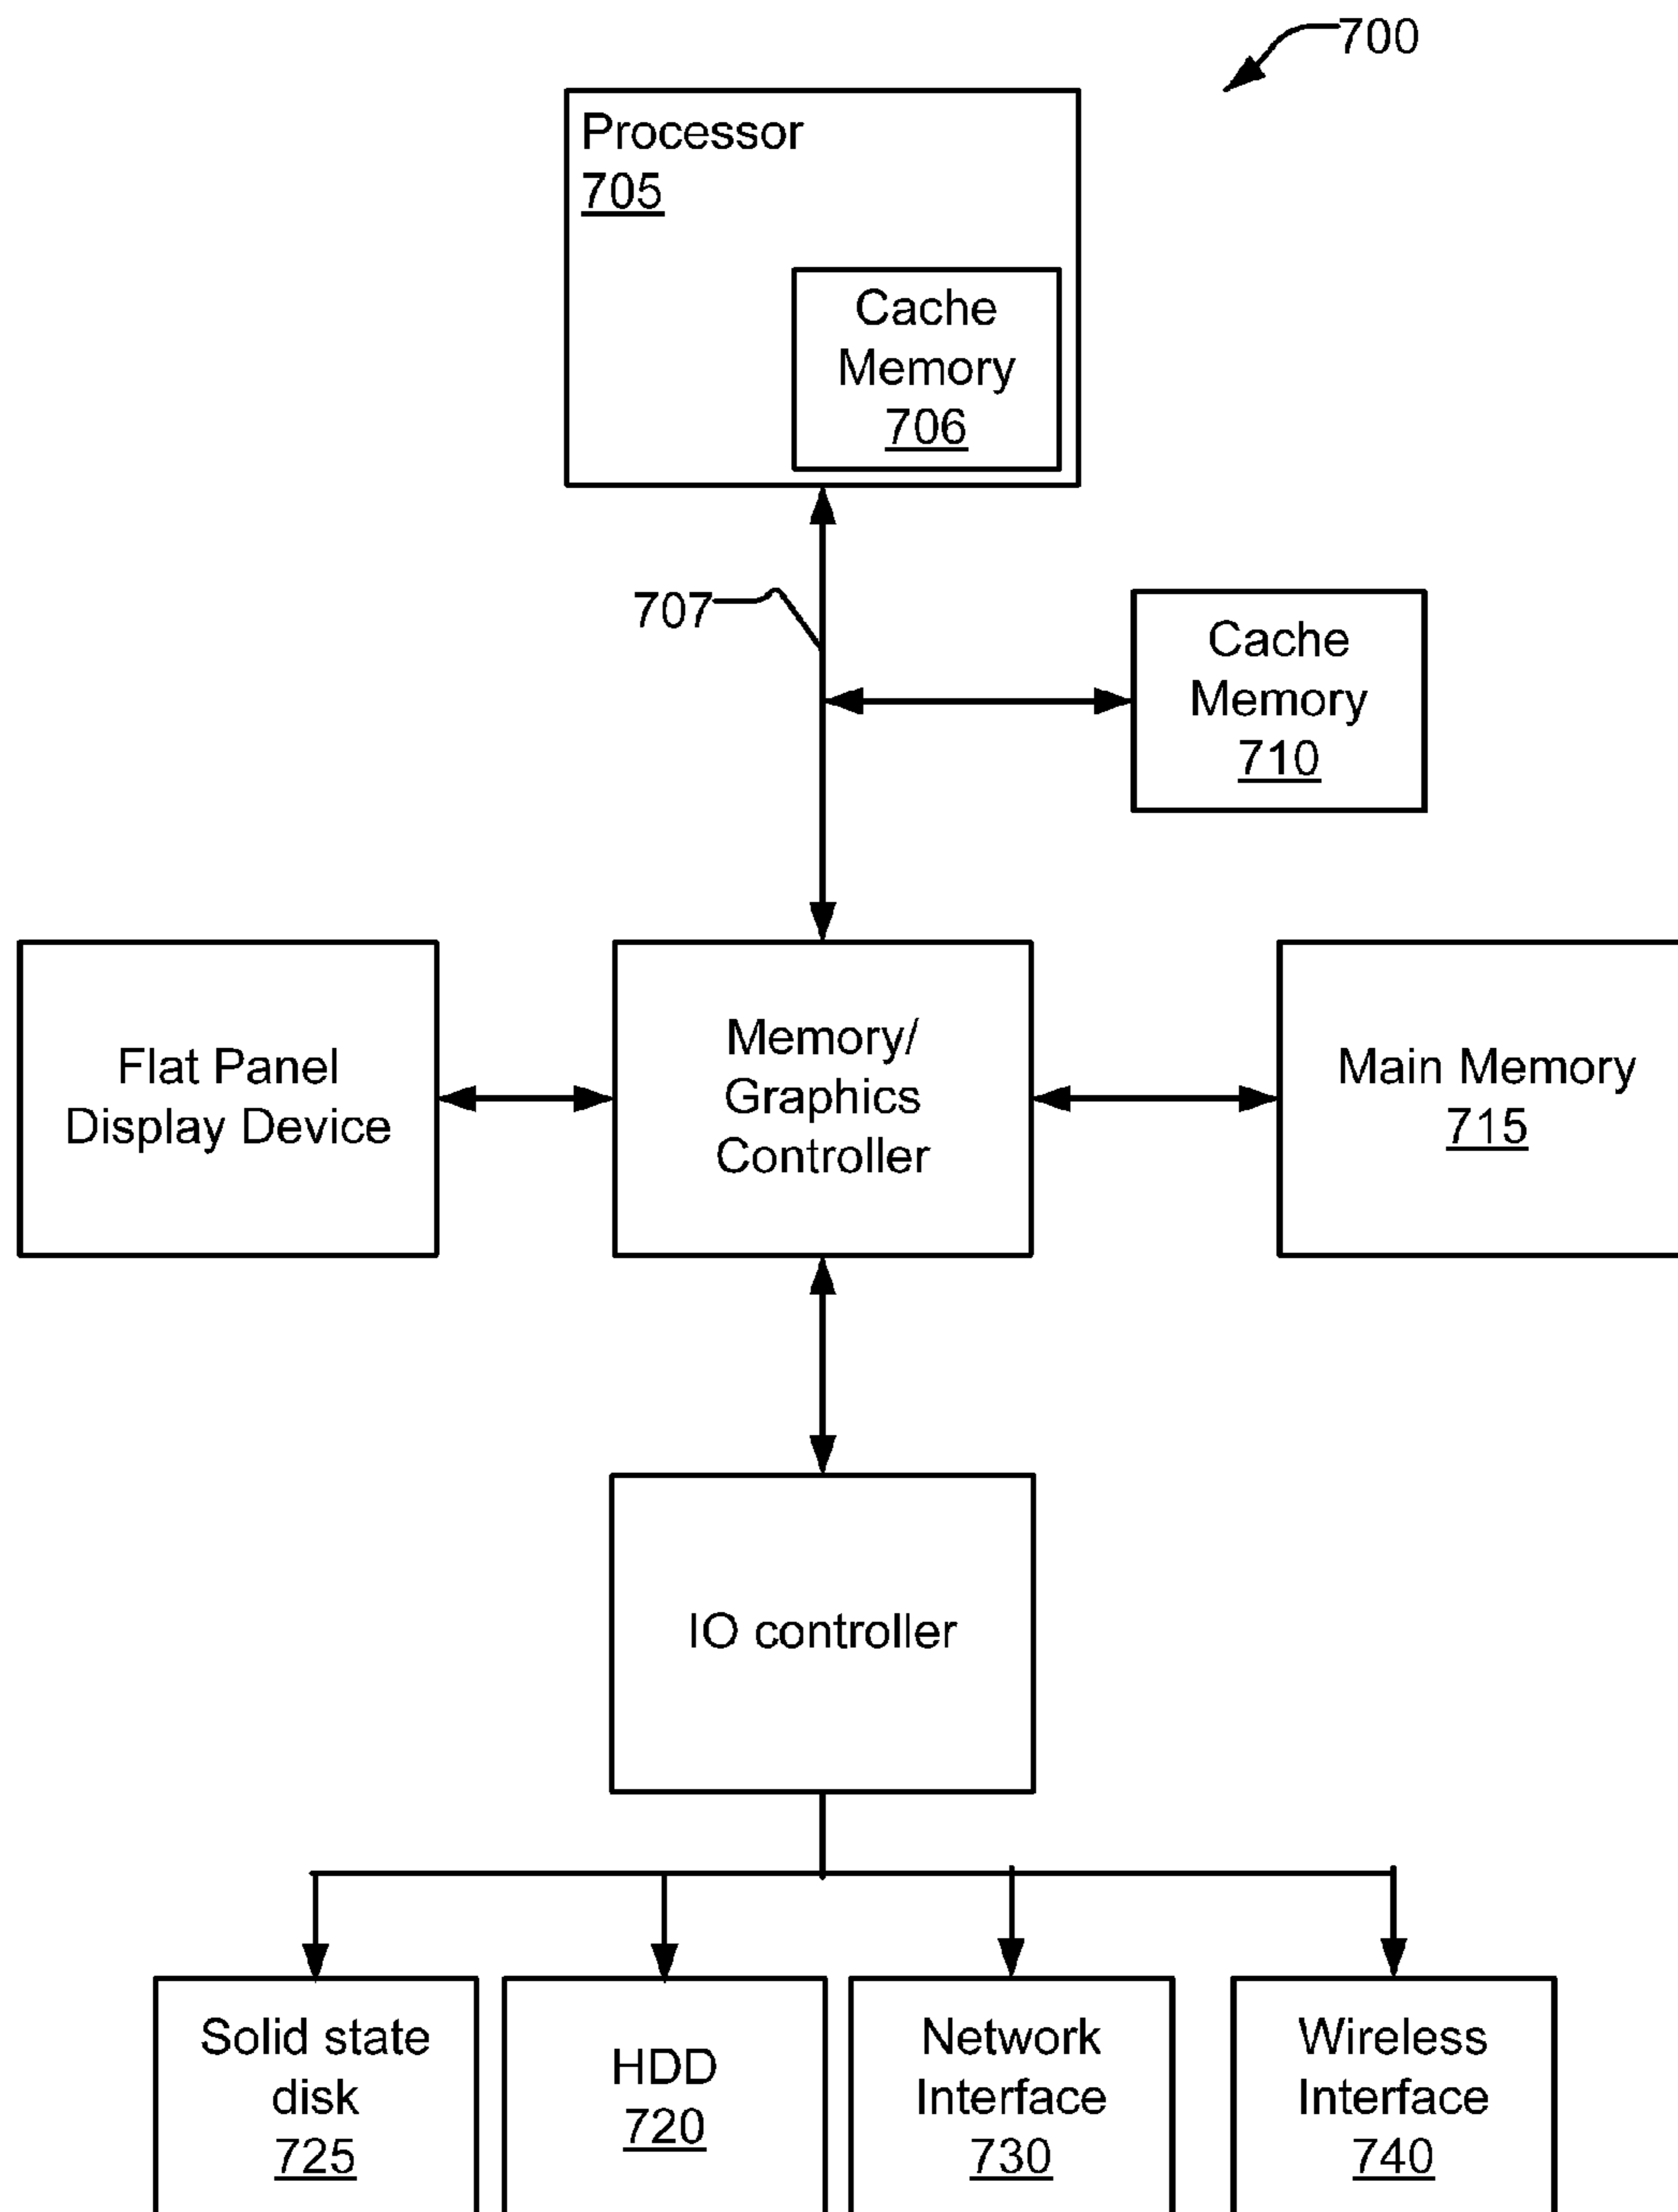 700
Processor
705
Cache
Memory
706
707
Cache
Memory
710
Flat Panel
Display Device
Memory/
Graphics
Controller
Main Memory
715
IO controller
Solid state
disk
725
HDD
720
Network
Interface
730
Wireless
Interface
740